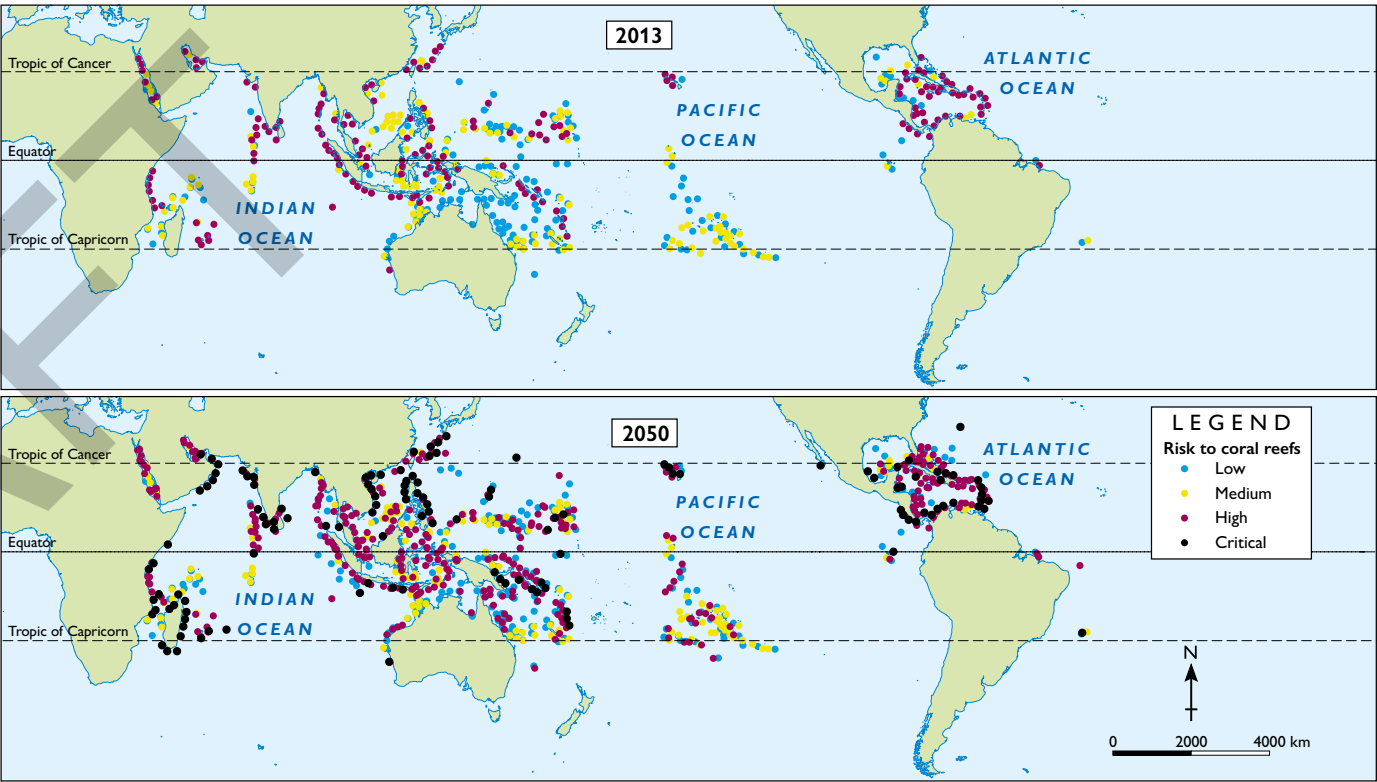 2013
Tropic of Cancer
ATLANTIC
OCEAN
PACIFIC
OCEAN
Equator
INDIAN
OCEAN
Tropic of Capricorn
2050
LEGEND
Risk to coral reefs
Low
Medium
High
Critical
Tropic of Cancer
ATLANTIC
OCEAN
PACIFIC
OCEAN
Equator
INDIAN
OCEAN
Tropic of Capricorn
N
0 2000 4000 km